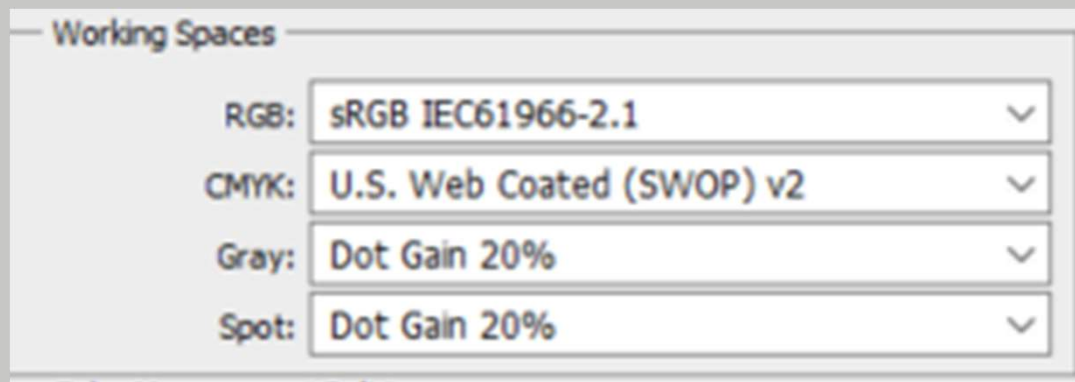 Working Spaces
RGB: sRGB IEC61966-2.1
CMYK: U.S. Web Coated (SWOP) v2
Gray: Dot Gain 20%
Spot: Dot Gain 20%